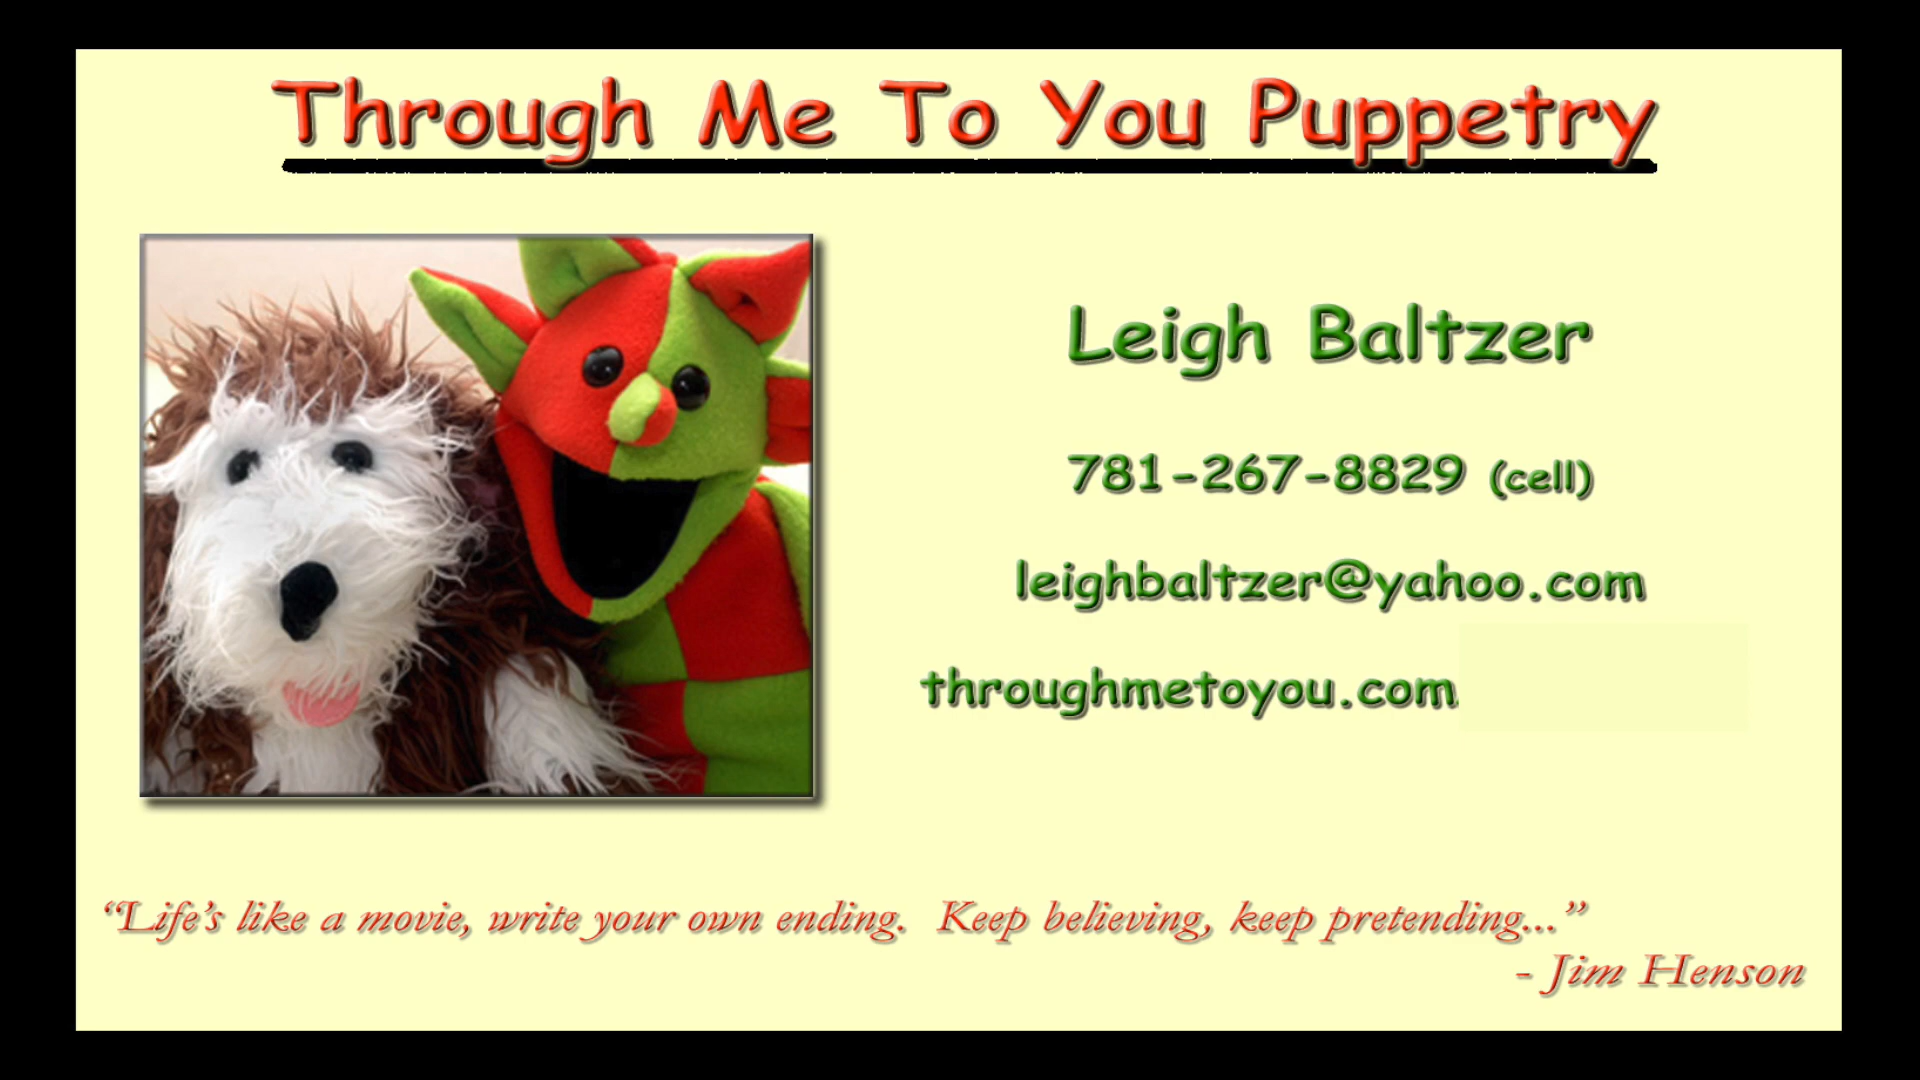 Through Me To You Puppetry
Leigh Baltzer
781-267-8829 (cell)
leighbaltzer@yahoo.com
throughmetoyou.com
“Life’s like a movie, write your own ending.  Keep believing, keep pretending...”
- Jim Henson